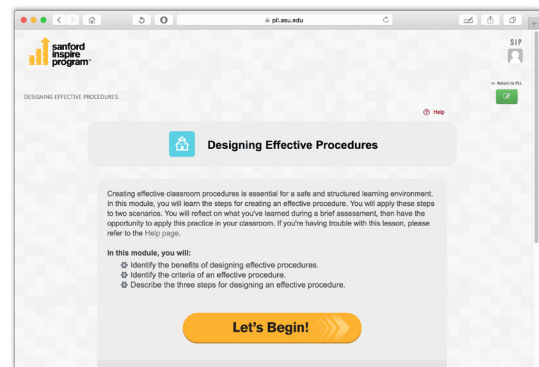 pll.asu.edu
sanford
inspire
program
SIP
Return to PLL
DESIGNING EFFECTIVE PROCEDURES
Help
Designing Effective Procedures
Creating effective classroom procedures is essential for a safe and structured learning environment.
In this module, you will learn the steps for creating an effective procedure. You will apply these steps
to two scenarios. You will reflect on what you've learned during a brief assessment, then have the
opportunity to apply this practice in your classroom. If you're having trouble with this lesson, please
refer to the Help page.
In this module, you will:
Identify the benefits of designing effective procedures.
Identify the criteria of an effective procedure.
Describe the three steps for designing an effective procedure.
Let's Begin!